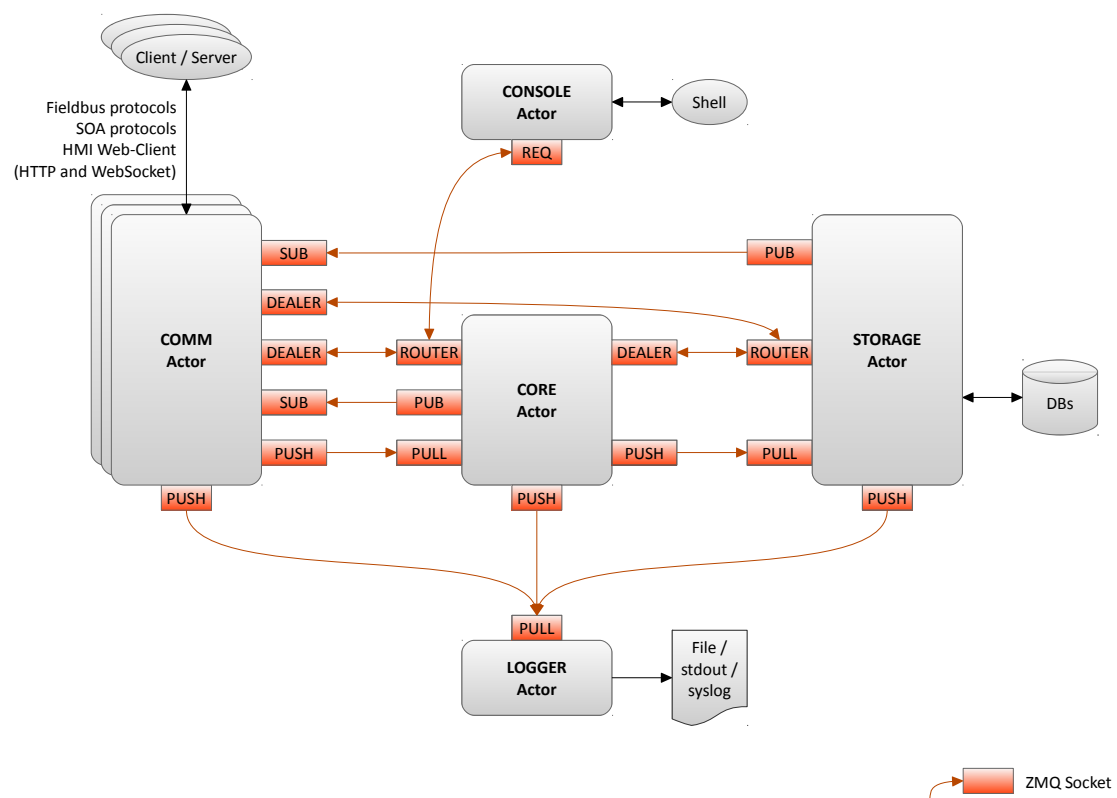 Client / Server
Fieldbus protocols
SOA protocols
HMI Web-Client
(HTTP and WebSocket)
CONSOLE
Actor
Shell
REQ
COMM
Actor
SUB
DEALER
DEALER
SUB
PUSH
PUSH
ROUTER
PUB
PULL
CORE
Actor
DEALER
PUSH
PUSH
PUB
ROUTER
PULL
STORAGE
Actor
PUSH
DBs
PULL
LOGGER
Actor
File /
stdout /
syslog
ZMQ Socket